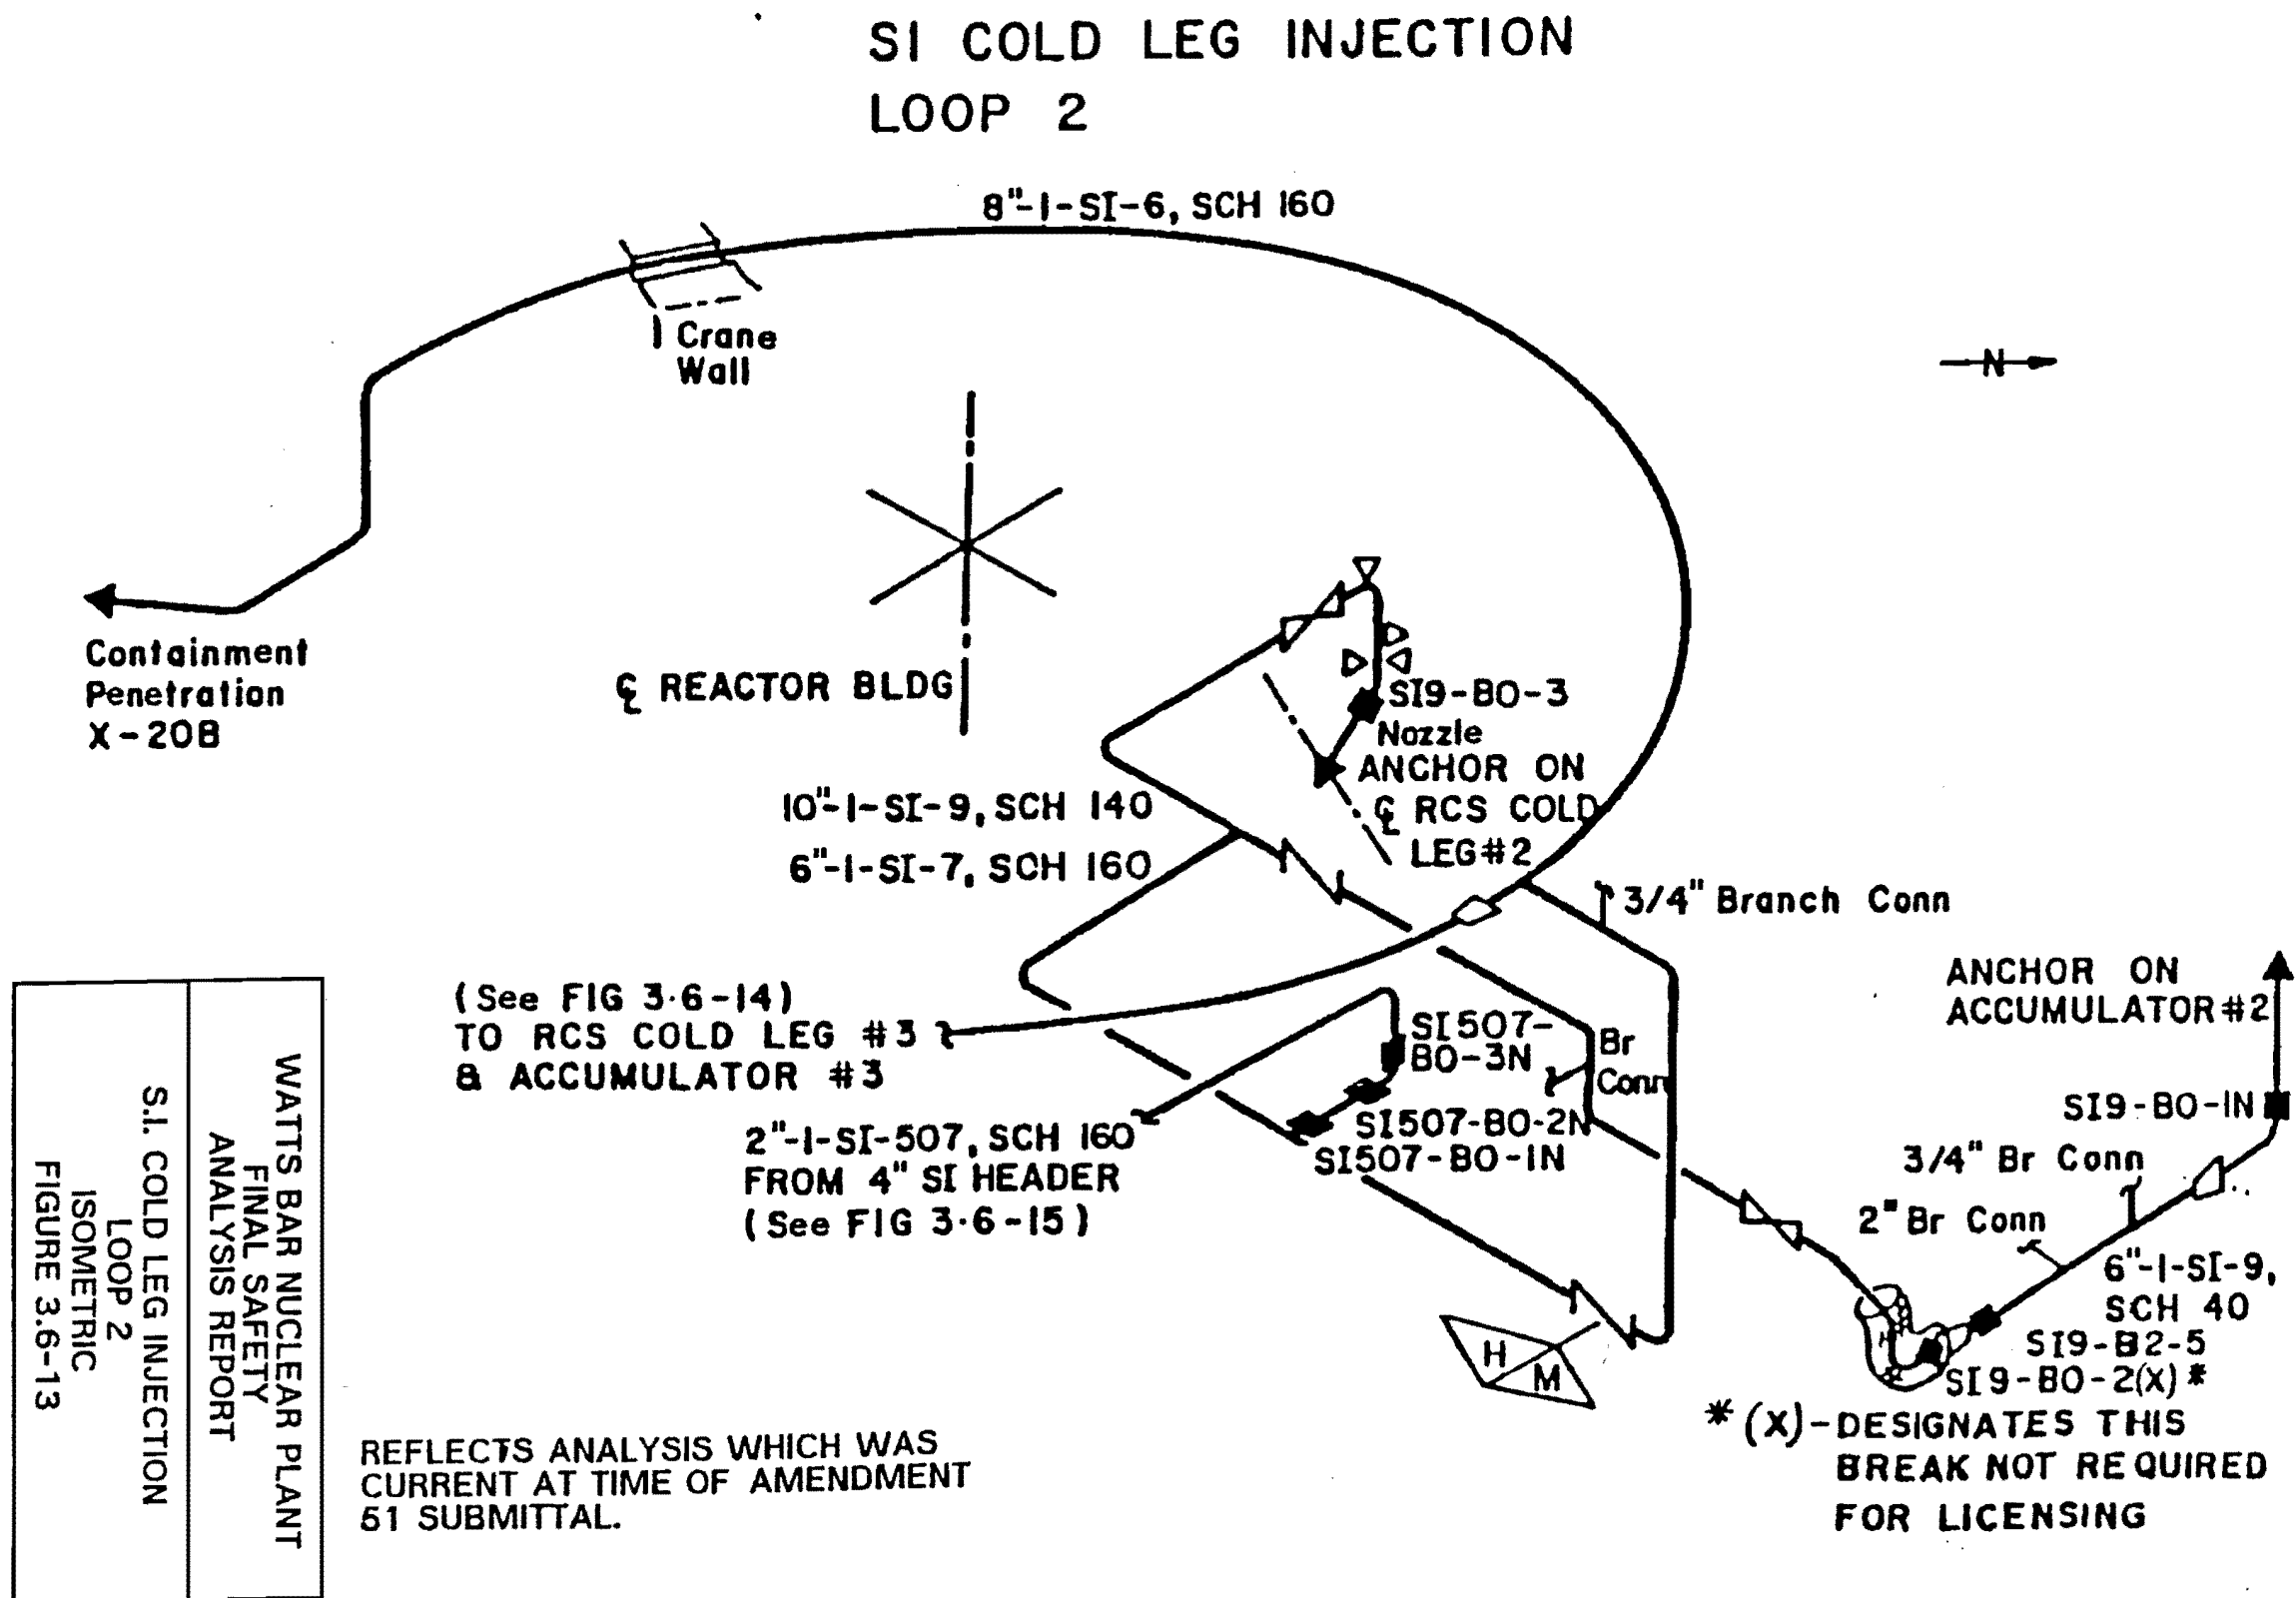 SI COLD LEG INJECTION
LOOP 2
8"-1-SI-6, SCH 160
Crane
Wall
N
Containment
Penetration
X-20B
℄ REACTOR BLDG
SI9-BO-3
Nozzle
ANCHOR ON
℄ RCS COLD
LEG#2
10"-1-SI-9, SCH 140
6"-1-SI-7, SCH 160
3/4" Branch Conn
(See FIG 3·6-14)
TO RCS COLD LEG #3
& ACCUMULATOR #3
SI507-
BO-3N
Br
Conn
ANCHOR ON
ACCUMULATOR#2
SI507-BO-2N
SI507-BO-1N
2"-1-SI-507, SCH 160
FROM 4" SI HEADER
(See FIG 3·6-15)
SI9-BO-1N
3/4" Br Conn
2" Br Conn
6"-1-SI-9,
SCH 40
SI9-B2-5
SI9-BO-2(X)*
H
M
*(X)-DESIGNATES THIS
BREAK NOT REQUIRED
FOR LICENSING
REFLECTS ANALYSIS WHICH WAS
CURRENT AT TIME OF AMENDMENT
51 SUBMITTAL.
WATTS BAR NUCLEAR PLANT
FINAL SAFETY
ANALYSIS REPORT
S.I. COLD LEG INJECTION
LOOP 2
ISOMETRIC
FIGURE 3.6-13